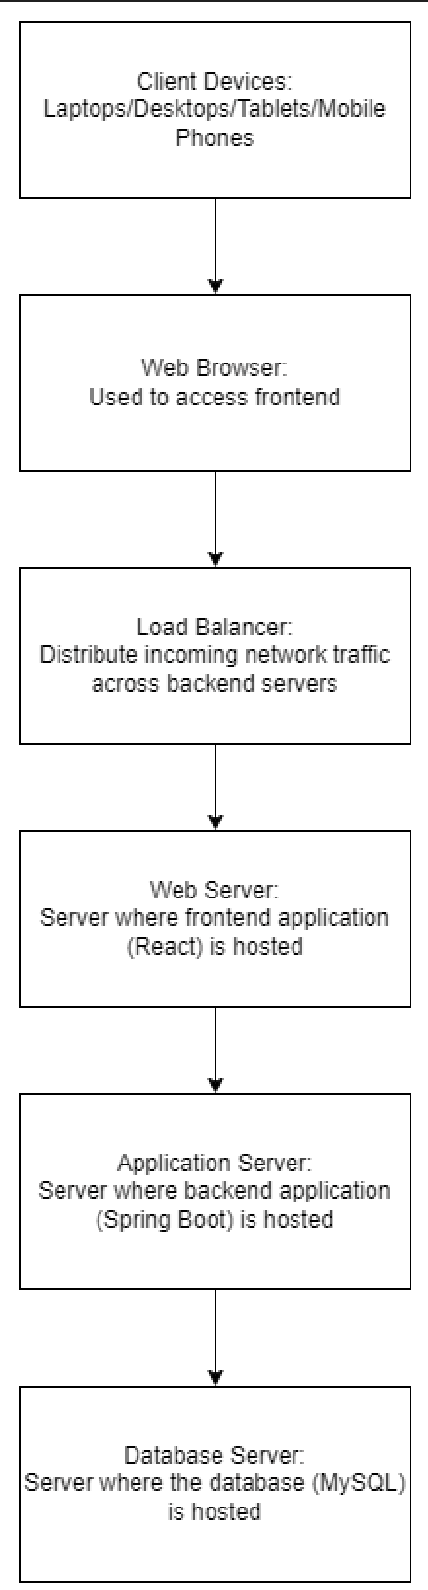 Client Devices:
Laptops/Desktops/Tablets/Mobile
Phones
Web Browser:
Used to access frontend
Load Balancer:
Distribute incoming network traffic
across backend servers
Web Server:
Server where frontend application
(React) is hosted
Application Server:
Server where backend application
(Spring Boot) is hosted
Database Server:
Server where the database (MySQL)
is hosted